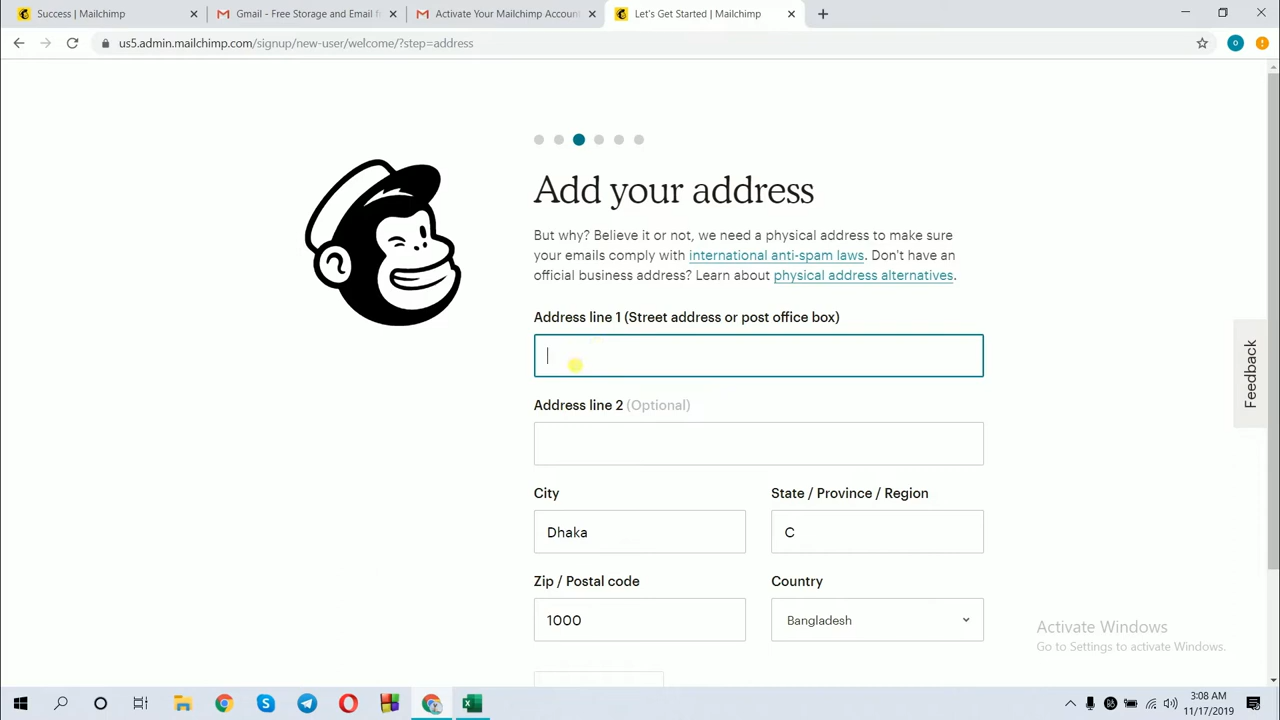 Success | Mailchimp
Gmail - Free Storage and Email f
Activate Your Mailchimp Accoun
Let's Get Started | Mailchimp
us5.admin.mailchimp.com/signup/new-user/welcome/?step=address
Add your address
But why? Believe it or not, we need a physical address to make sure
your emails comply with international anti-spam laws. Don't have an
official business address? Learn about physical address alternatives.
Address line 1 (Street address or post office box)
Address line 2 (Optional)
City
State / Province / Region
Dhaka
C
Zip / Postal code
Country
1000
Bangladesh
Feedback
Activate Windows
Go to Settings to activate Windows.
3:08 AM
11/17/2019